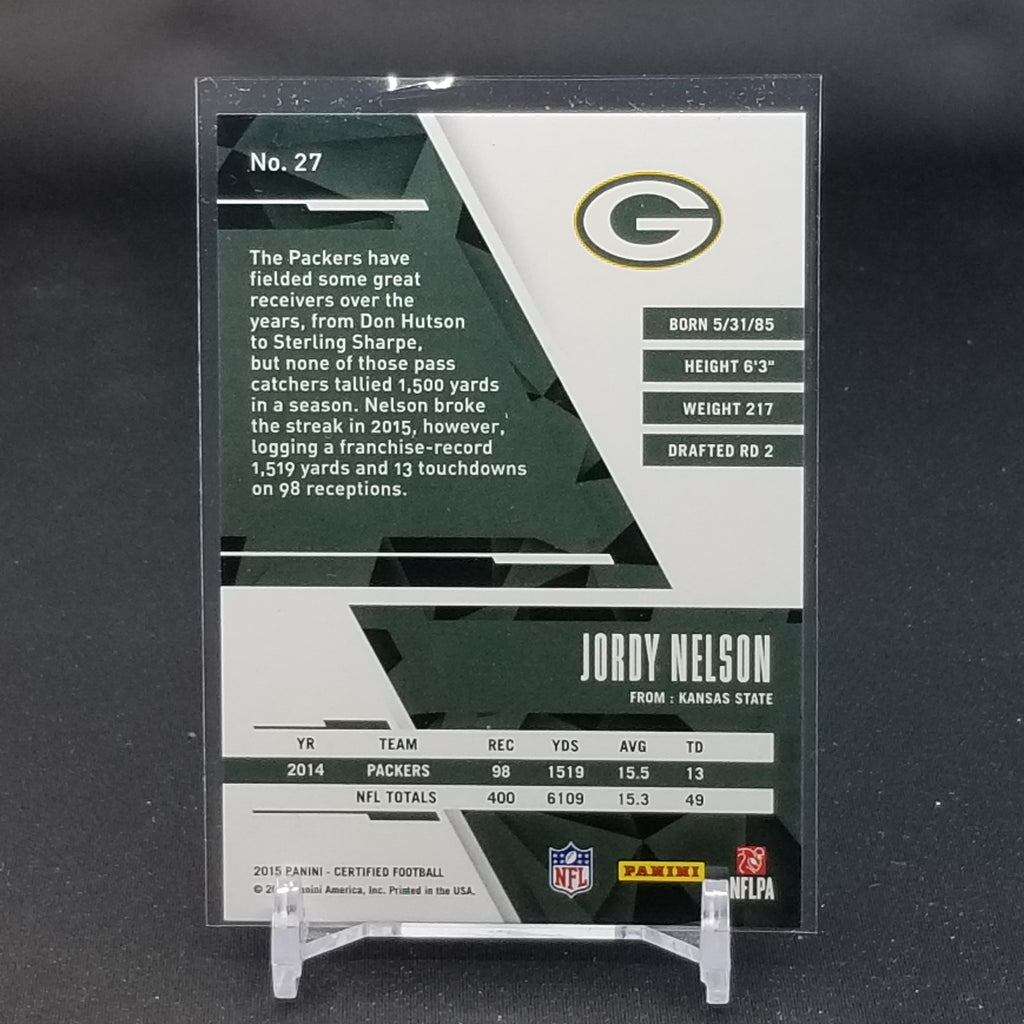 No. 27
G
The Packers have
fielded some great
receivers over the
years, from Don Hutson
to Sterling Sharpe,
but none of those pass
catchers tallied 1,500 yards
in a season. Nelson broke
the streak in 2015, however,
logging a franchise-record
1,519 yards and 13 touchdowns
on 98 receptions.
BORN 5/31/85
HEIGHT 6'3"
WEIGHT 217
DRAFTED RD 2
JORDY NELSON
FROM : KANSAS STATE
YR TEAM REC YDS AVG TD
2014 PACKERS 98 1519 15.5 13
NFL TOTALS 400 6109 15.3 49
2015 PANINI - CERTIFIED FOOTBALL
© Panini America, Inc. Printed in the USA.
NFL
PANINI
NFLPA